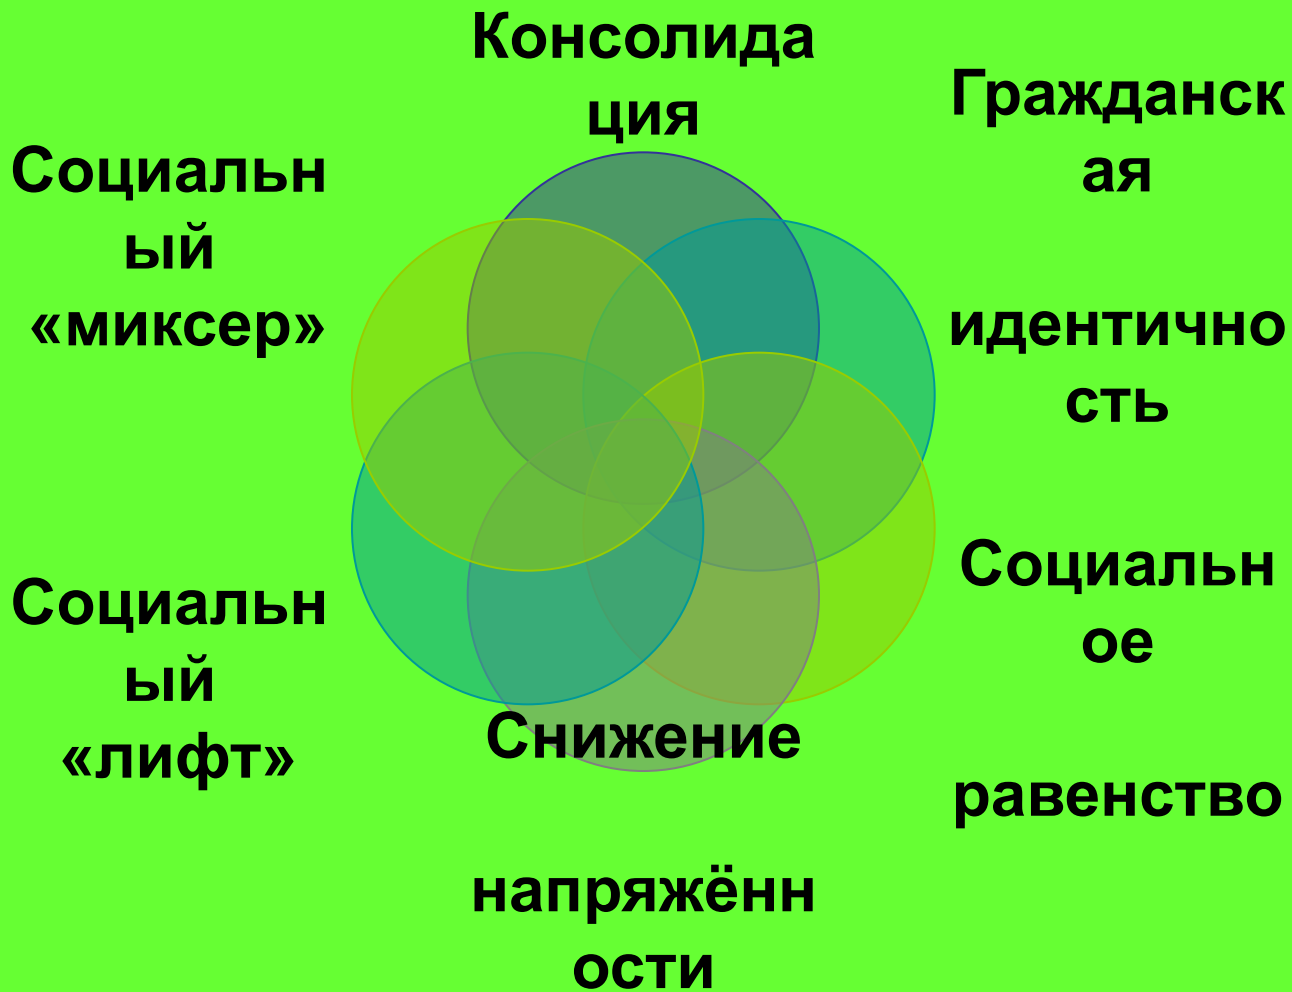 Консолида
ция
Гражданск
ая
идентично
сть
Социальн
ое
равенство
Снижение
напряжённ
ости
Социальн
ый
«лифт»
Социальн
ый
«миксер»